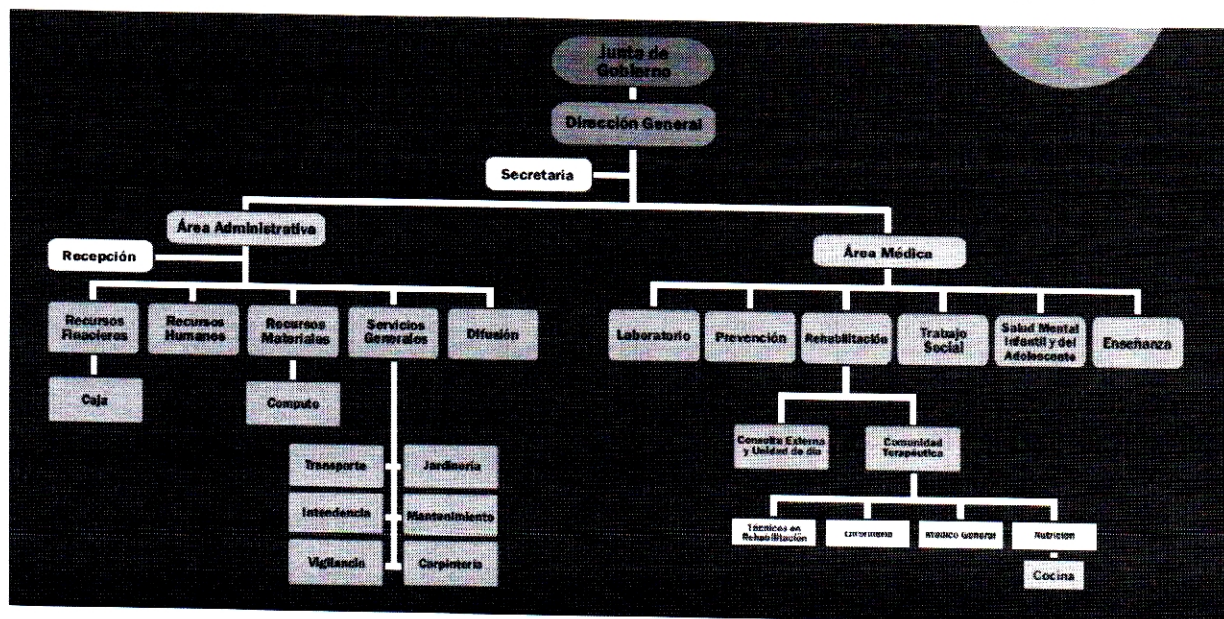 Junta de
Gobierno
Dirección General
Secretaria
Área Administrativa
Recepción
Área Médica
Recursos
Financieros
Recursos
Humanos
Recursos
Materiales
Servicios
Generales
Difusión
Laboratorio
Prevención
Rehabilitación
Trabajo
Social
Salud Mental
Infantil y del
Adolescente
Enseñanza
Caja
Computo
Consulta Externa
y Unidad de día
Comunidad
Terapéutica
Transporte
Jardinería
Intendencia
Mantenimiento
Vigilancia
Carpintería
Técnicos en
Rehabilitación
Enfermería
Médico General
Nutrición
Cocina